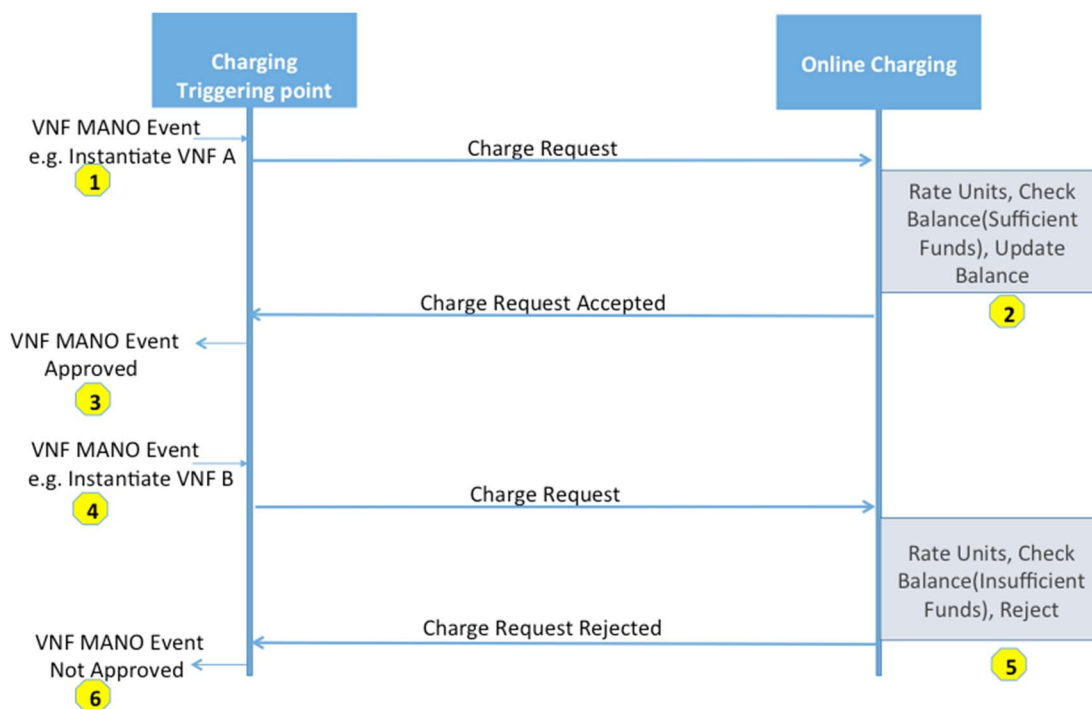 Charging
Triggering point
Online Charging
VNF MANO Event
e.g. Instantiate VNF A
1
Charge Request
Rate Units, Check
Balance(Sufficient
Funds), Update
Balance
2
Charge Request Accepted
VNF MANO Event
Approved
3
VNF MANO Event
e.g. Instantiate VNF B
4
Charge Request
Rate Units, Check
Balance(Insufficient
Funds), Reject
5
Charge Request Rejected
VNF MANO Event
Not Approved
6